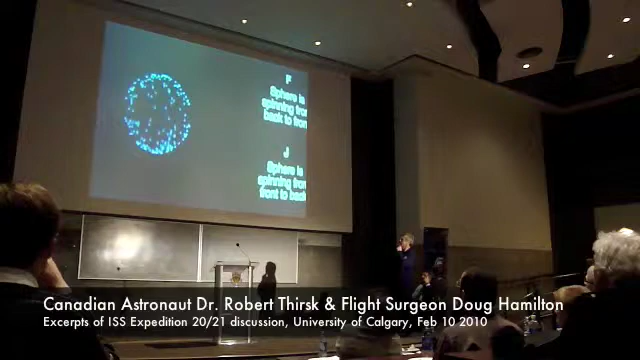 F
Sphere is
spinning from
back to front
J
Sphere is
spinning from
front to back
Canadian Astronaut Dr. Robert Thirsk & Flight Surgeon Doug Hamilton
Excerpts of ISS Expedition 20/21 discussion, University of Calgary, Feb 10 2010